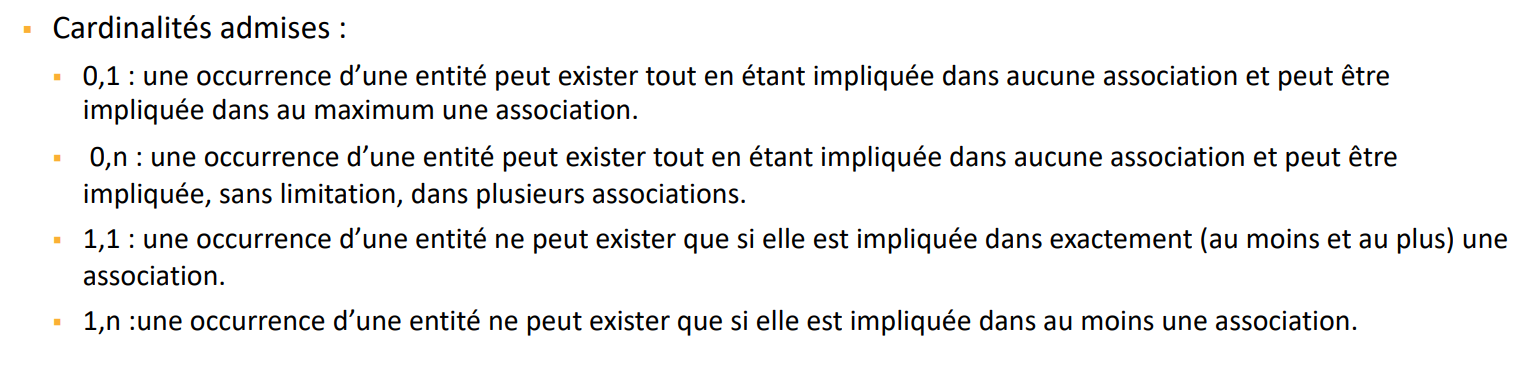 ▪ Cardinalités admises :
▪ 0,1 : une occurrence d’une entité peut exister tout en étant impliquée dans aucune association et peut être
impliquée dans au maximum une association.
▪ 0,n : une occurrence d’une entité peut exister tout en étant impliquée dans aucune association et peut être
impliquée, sans limitation, dans plusieurs associations.
▪ 1,1 : une occurrence d’une entité ne peut exister que si elle est impliquée dans exactement (au moins et au plus) une
association.
▪ 1,n :une occurrence d’une entité ne peut exister que si elle est impliquée dans au moins une association.